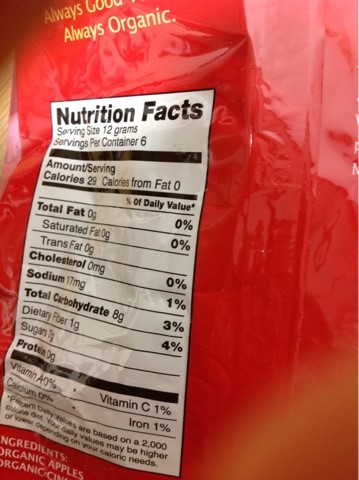 Always Good
Always Organic.
Nutrition Facts
Serving Size 12 grams
Servings Per Container 6
Amount/Serving
Calories 29 Calories from Fat 0
% Of Daily Value*
Total Fat 0g 0%
Saturated Fat 0g 0%
Trans Fat 0g
Cholesterol 0mg 0%
Sodium 17mg 1%
Total Carbohydrate 8g 3%
Dietary Fiber 1g 4%
Sugars 7g
Protein 0g
Vitamin A 0% Vitamin C 1%
Calcium 0% Iron 1%
*Percent Daily Values are based on a 2,000
calorie diet. Your daily values may be higher
or lower depending on your caloric needs.
INGREDIENTS:
ORGANIC APPLES